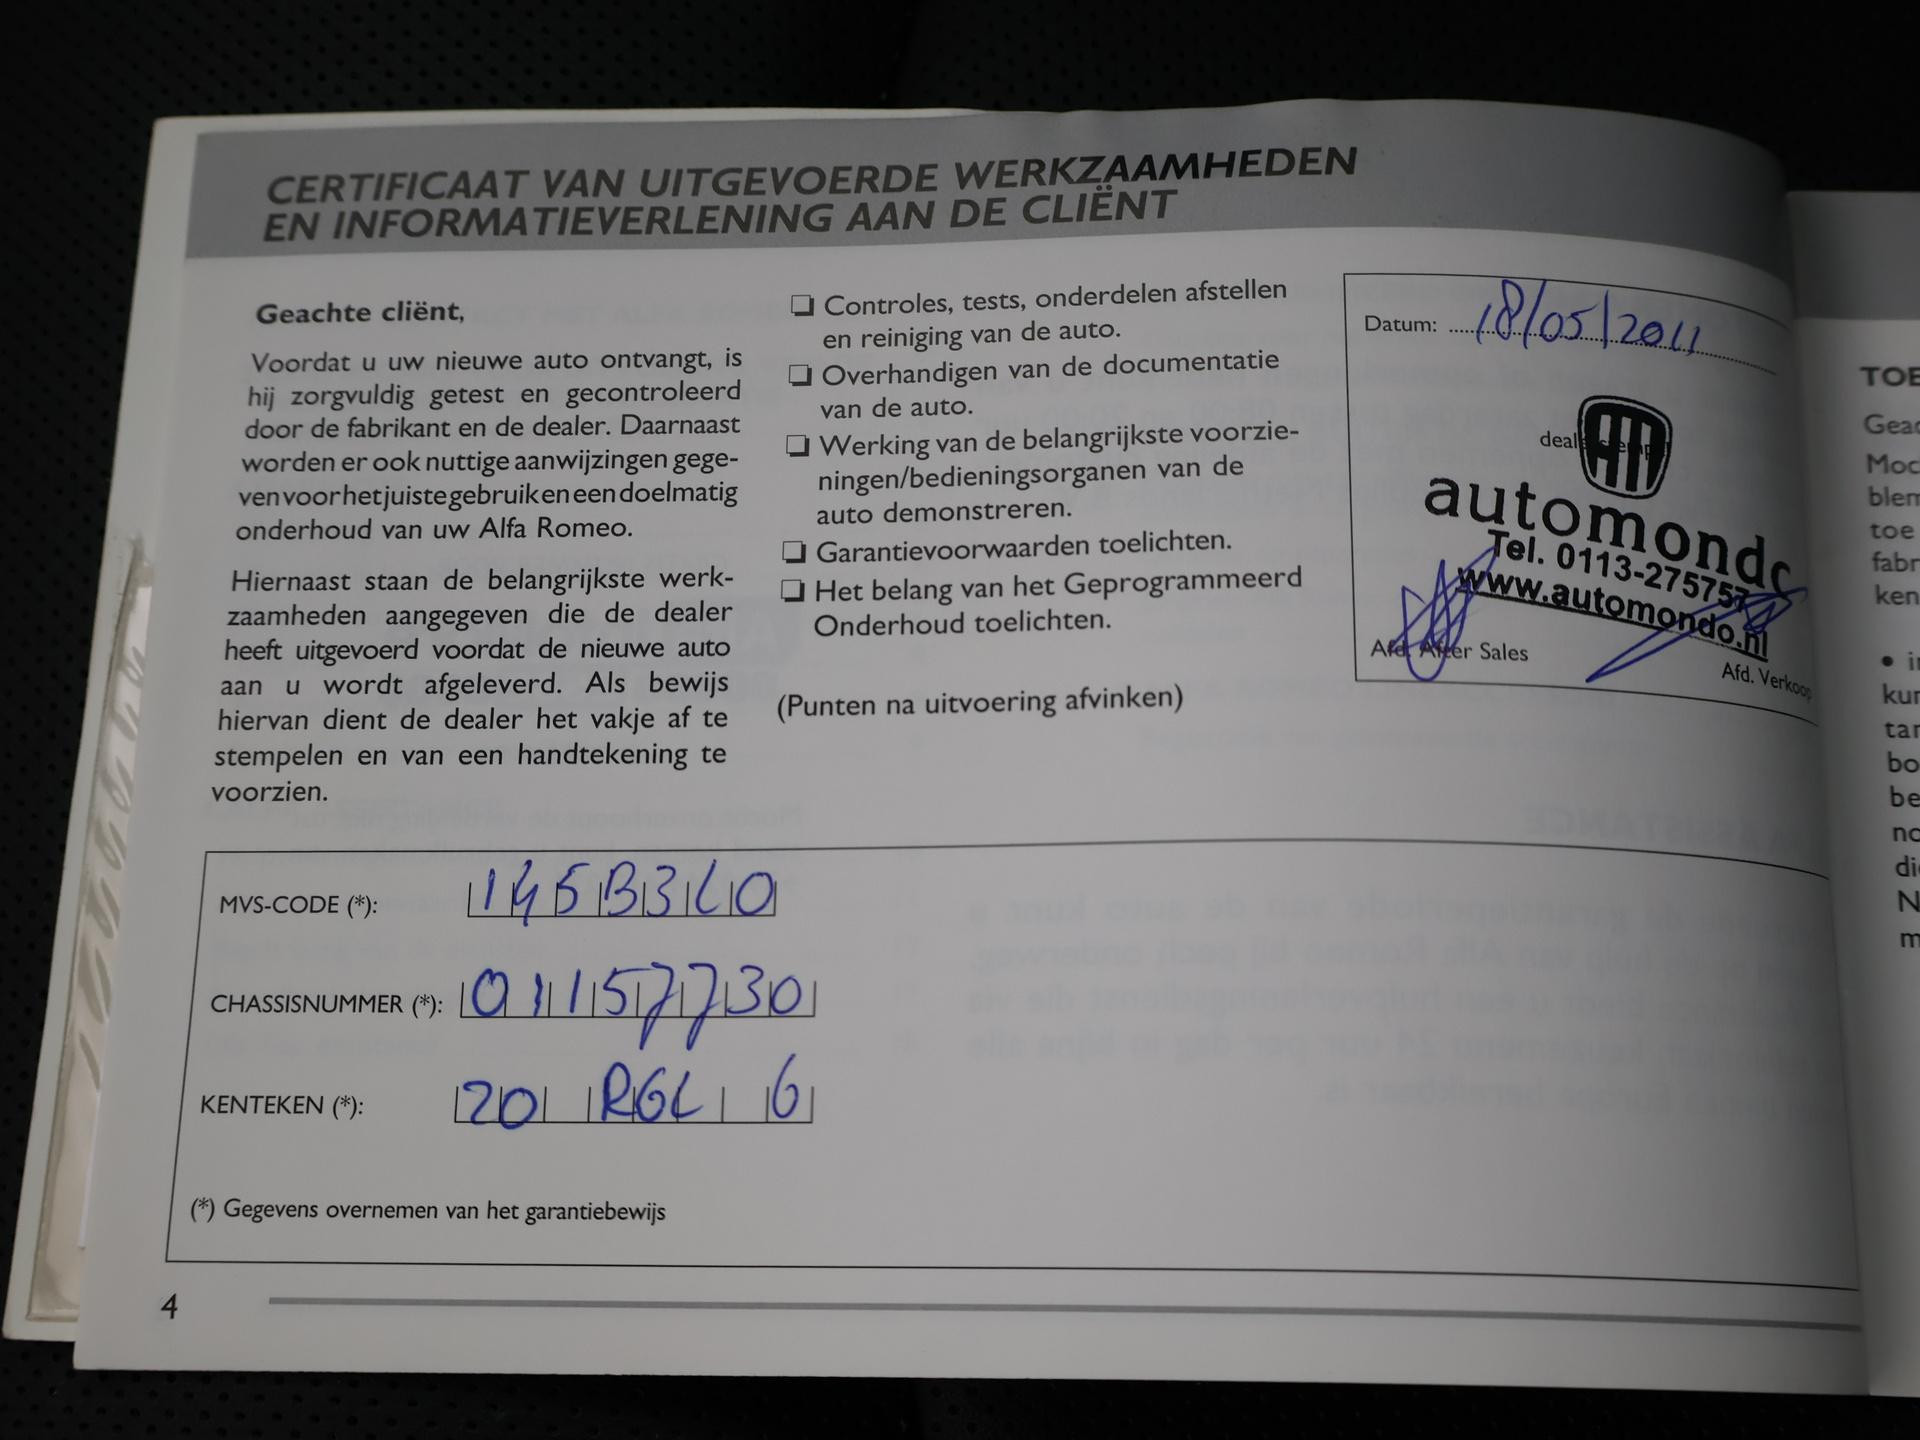 CERTIFICAAT VAN UITGEVOERDE WERKZAAMHEDEN
EN INFORMATIEVERLENING AAN DE CLIËNT
Geachte cliënt,
Voordat u uw nieuwe auto ontvangt, is
hij zorgvuldig getest en gecontroleerd
door de fabrikant en de dealer. Daarnaast
worden er ook nuttige aanwijzingen gege-
ven voor het juiste gebruik en een doelmatig
onderhoud van uw Alfa Romeo.
Hiernaast staan de belangrijkste werk-
zaamheden aangegeven die de dealer
heeft uitgevoerd voordat de nieuwe auto
aan u wordt afgeleverd. Als bewijs
hiervan dient de dealer het vakje af te
stempelen en van een handtekening te
voorzien.
❏ Controles, tests, onderdelen afstellen
en reiniging van de auto.
❏ Overhandigen van de documentatie
van de auto.
❏ Werking van de belangrijkste voorzie-
ningen/bedieningsorganen van de
auto demonstreren.
❏ Garantievoorwaarden toelichten.
❏ Het belang van het Geprogrammeerd
Onderhoud toelichten.
(Punten na uitvoering afvinken)
Datum: 18/05/2011
automondo
Tel. 0113-275757
www.automondo.nl
Afd. After Sales
Afd. Verkoop
MVS-CODE (*): 145B3L0
CHASSISNUMMER (*): 01157730
KENTEKEN (*): 20 RGL 6
(*) Gegevens overnemen van het garantiebewijs
4
toe